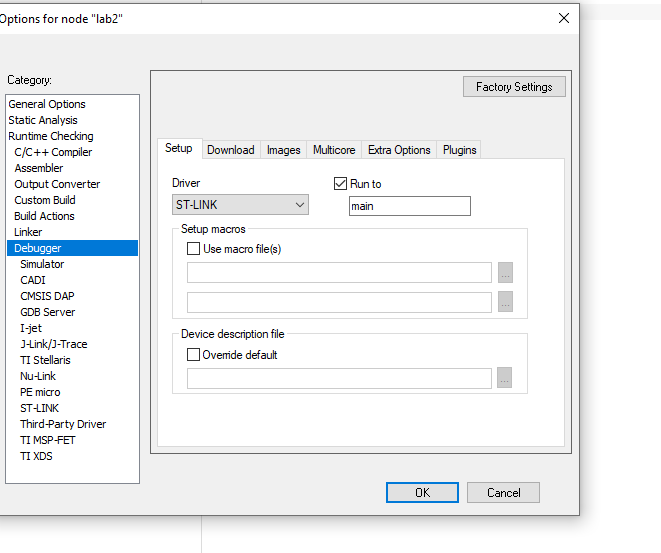 Options for node "lab2"
Category:
General Options
Static Analysis
Runtime Checking
C/C++ Compiler
Assembler
Output Converter
Custom Build
Build Actions
Linker
Debugger
Simulator
CADI
CMSIS DAP
GDB Server
I-jet
J-Link/J-Trace
TI Stellaris
Nu-Link
PE micro
ST-LINK
Third-Party Driver
TI MSP-FET
TI XDS
Factory Settings
Setup Download Images Multicore Extra Options Plugins
Driver
ST-LINK
Run to
main
Setup macros
Use macro file(s)
...
...
Device description file
Override default
...
OK Cancel